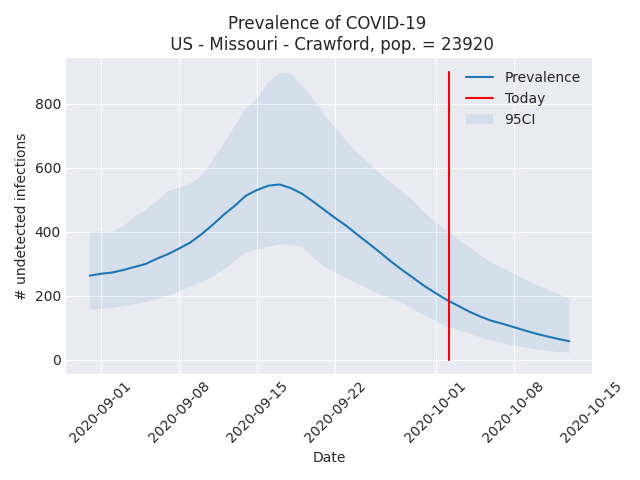 Prevalence of COVID-19
US - Missouri - Crawford, pop. = 23920
Prevalence
Today
95CI
# undetected infections
800
600
400
200
0
2020-09-01
2020-09-08
2020-09-15
2020-09-22
2020-10-01
2020-10-08
2020-10-15
Date